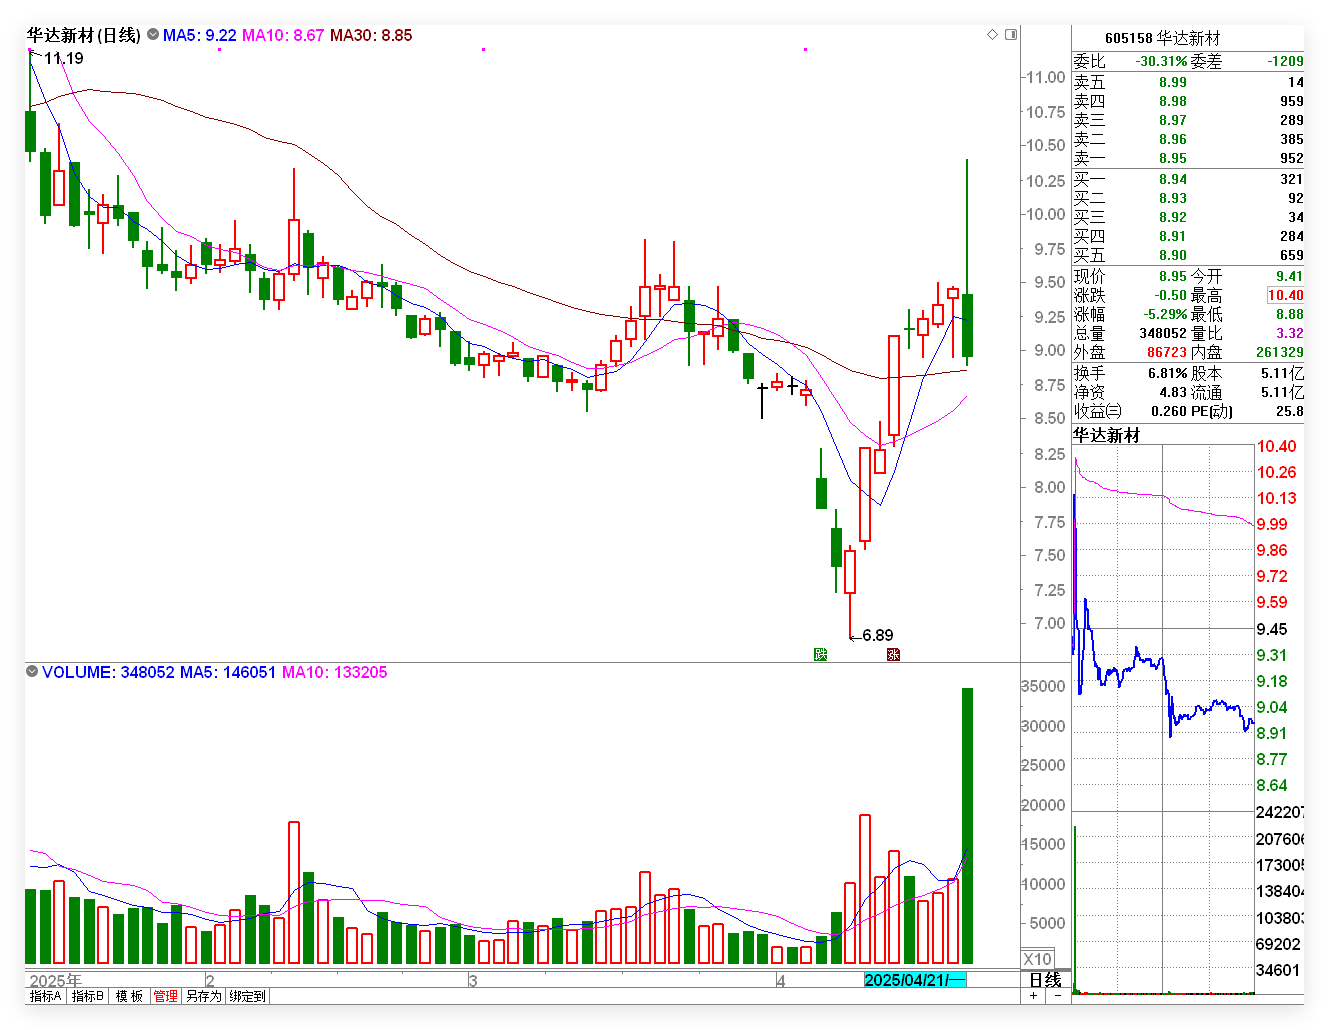 华达新材(日线) MA5: 9.22 MA10: 8.67 MA30: 8.85
11.19
6.89
跌 涨
11.00
10.75
10.50
10.25
10.00
9.75
9.50
9.25
9.00
8.75
8.50
8.25
8.00
7.75
7.50
7.25
7.00
VOLUME: 348052 MA5: 146051 MA10: 133205
35000
30000
25000
20000
15000
10000
5000
X10
2025年 2 3 4 2025/04/21/一
日线
指标A 指标B 模板 管理 另存为 绑定到 + -
605158 华达新材
委比 -30.31% 委差 -1209
卖五 8.99 14
卖四 8.98 959
卖三 8.97 289
卖二 8.96 385
卖一 8.95 952
买一 8.94 321
买二 8.93 92
买三 8.92 34
买四 8.91 284
买五 8.90 659
现价 8.95 今开 9.41
涨跌 -0.50 最高 10.40
涨幅 -5.29% 最低 8.88
总量 348052 量比 3.32
外盘 86723 内盘 261329
换手 6.81% 股本 5.11亿
净资 4.83 流通 5.11亿
收益㈢ 0.260 PE(动) 25.8
华达新材
10.40
10.26
10.13
9.99
9.86
9.72
9.59
9.45
9.31
9.18
9.04
8.91
8.77
8.64
242207
207606
173005
138404
103803
69202
34601